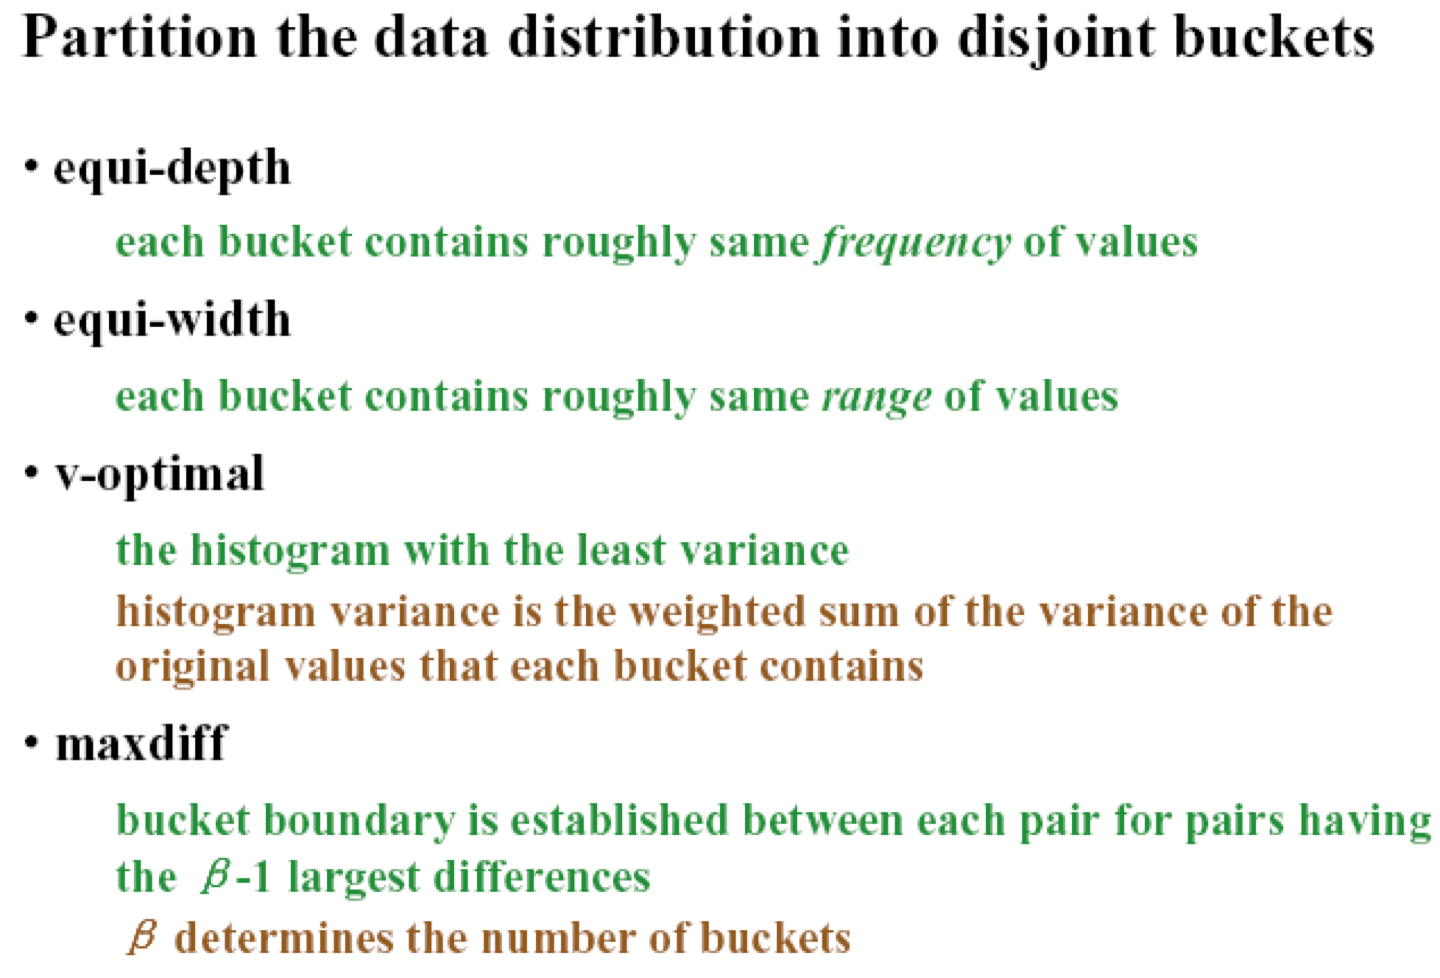 Partition the data distribution into disjoint buckets
• equi-depth
each bucket contains roughly same frequency of values
• equi-width
each bucket contains roughly same range of values
• v-optimal
the histogram with the least variance
histogram variance is the weighted sum of the variance of the
original values that each bucket contains
• maxdiff
bucket boundary is established between each pair for pairs having
the β-1 largest differences
β determines the number of buckets